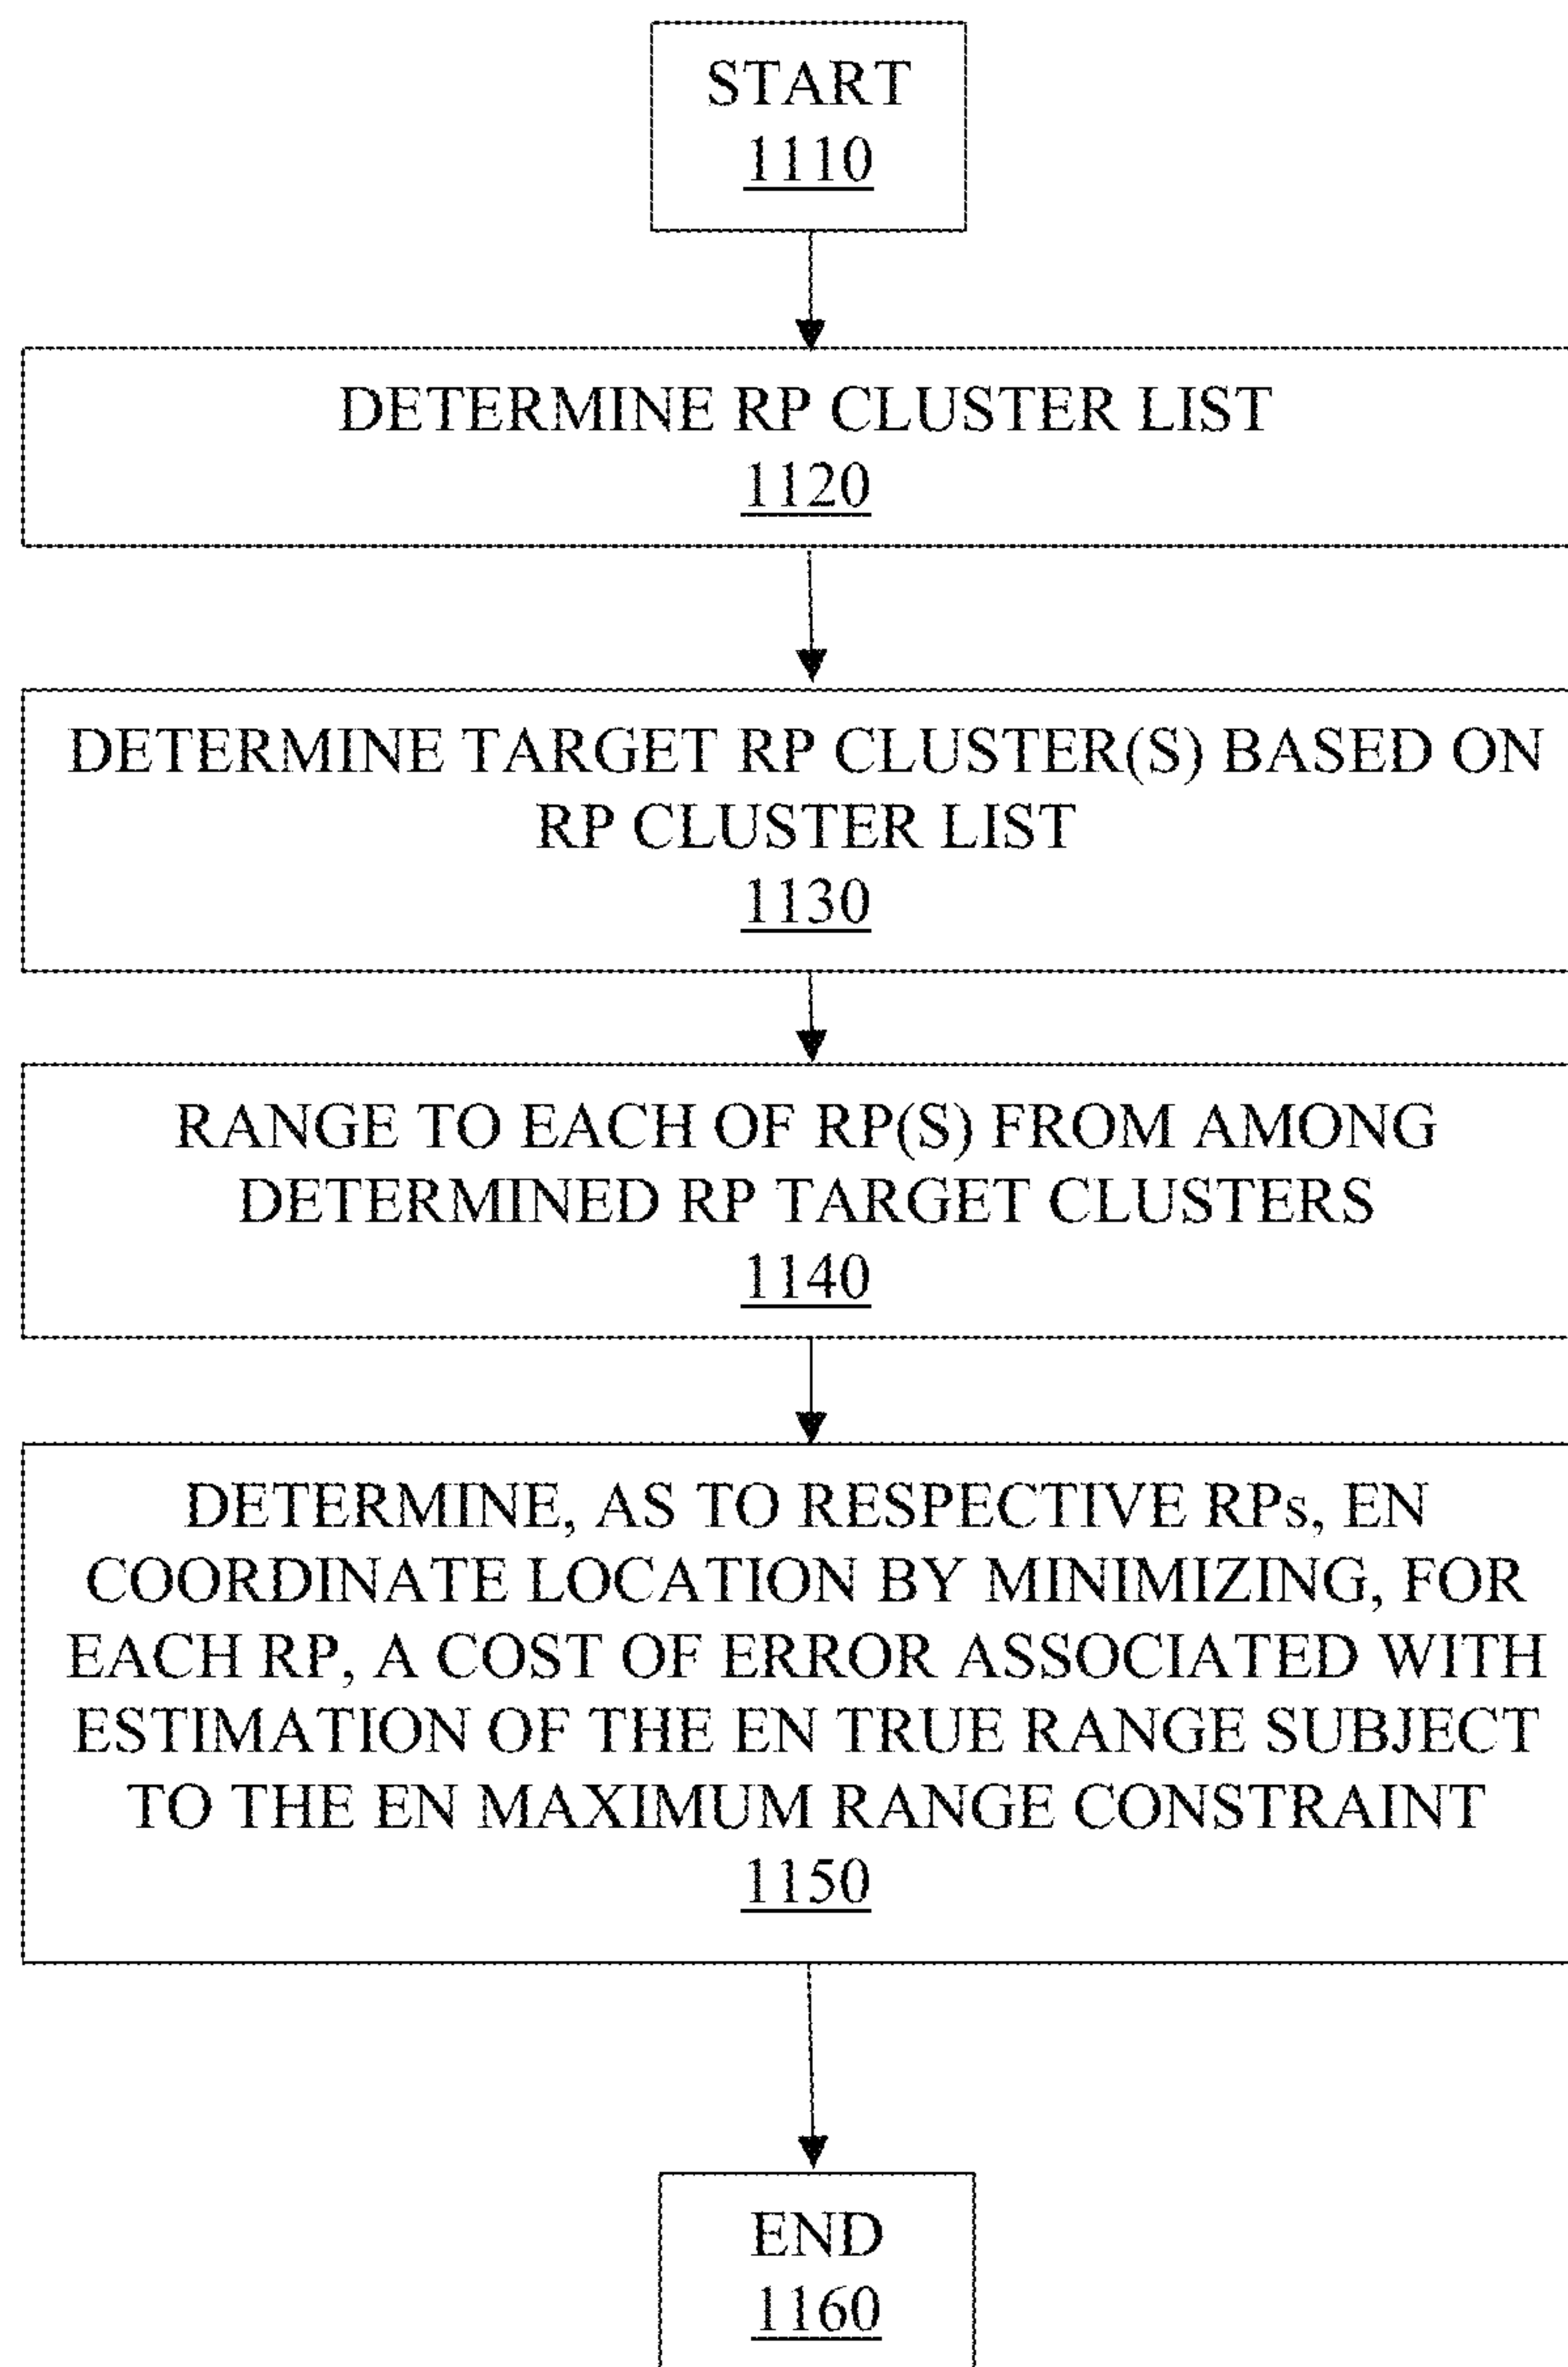 START
1110
DETERMINE RP CLUSTER LIST
1120
DETERMINE TARGET RP CLUSTER(S) BASED ON
RP CLUSTER LIST
1130
RANGE TO EACH OF RP(S) FROM AMONG
DETERMINED RP TARGET CLUSTERS
1140
DETERMINE, AS TO RESPECTIVE RPs, EN
COORDINATE LOCATION BY MINIMIZING, FOR
EACH RP, A COST OF ERROR ASSOCIATED WITH
ESTIMATION OF THE EN TRUE RANGE SUBJECT
TO THE EN MAXIMUM RANGE CONSTRAINT
1150
END
1160